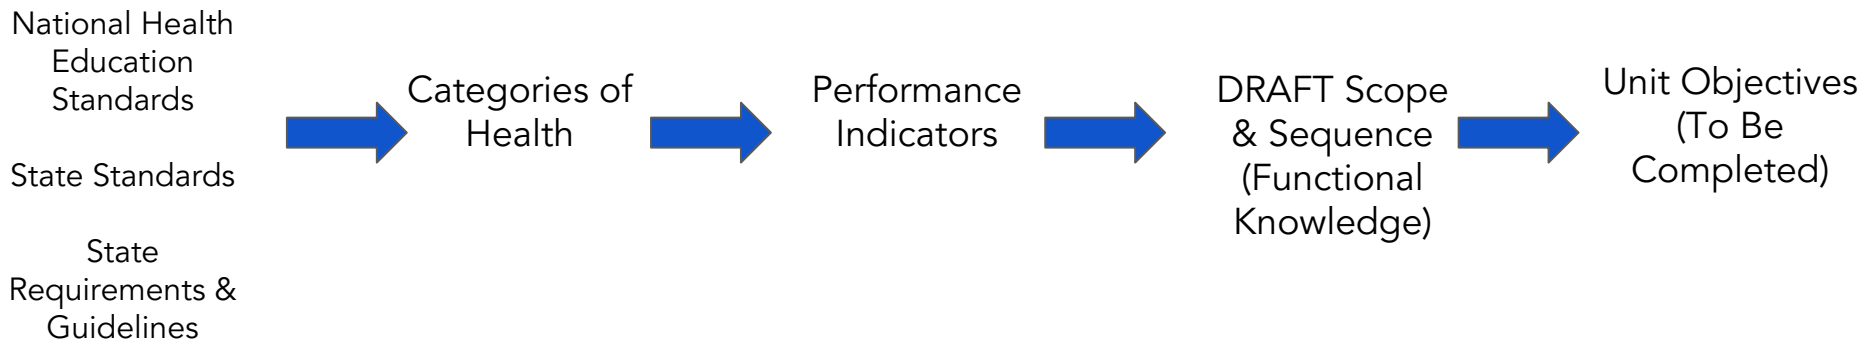 National Health
Education
Standards
State Standards
State
Requirements &
Guidelines
Categories of
Health
Performance
Indicators
DRAFT Scope
& Sequence
(Functional
Knowledge)
Unit Objectives
(To Be
Completed)